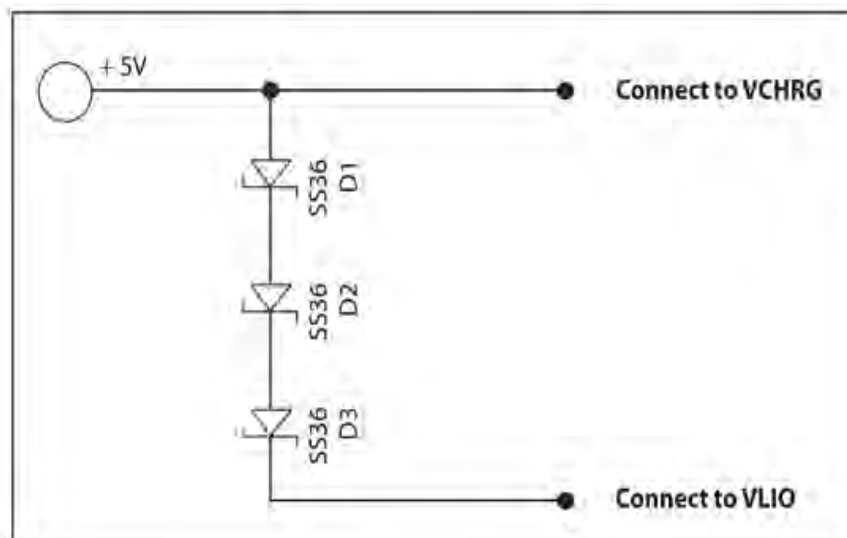 +5V
Connect to VCHRG
SS36
D1
SS36
D2
SS36
D3
Connect to VLIO